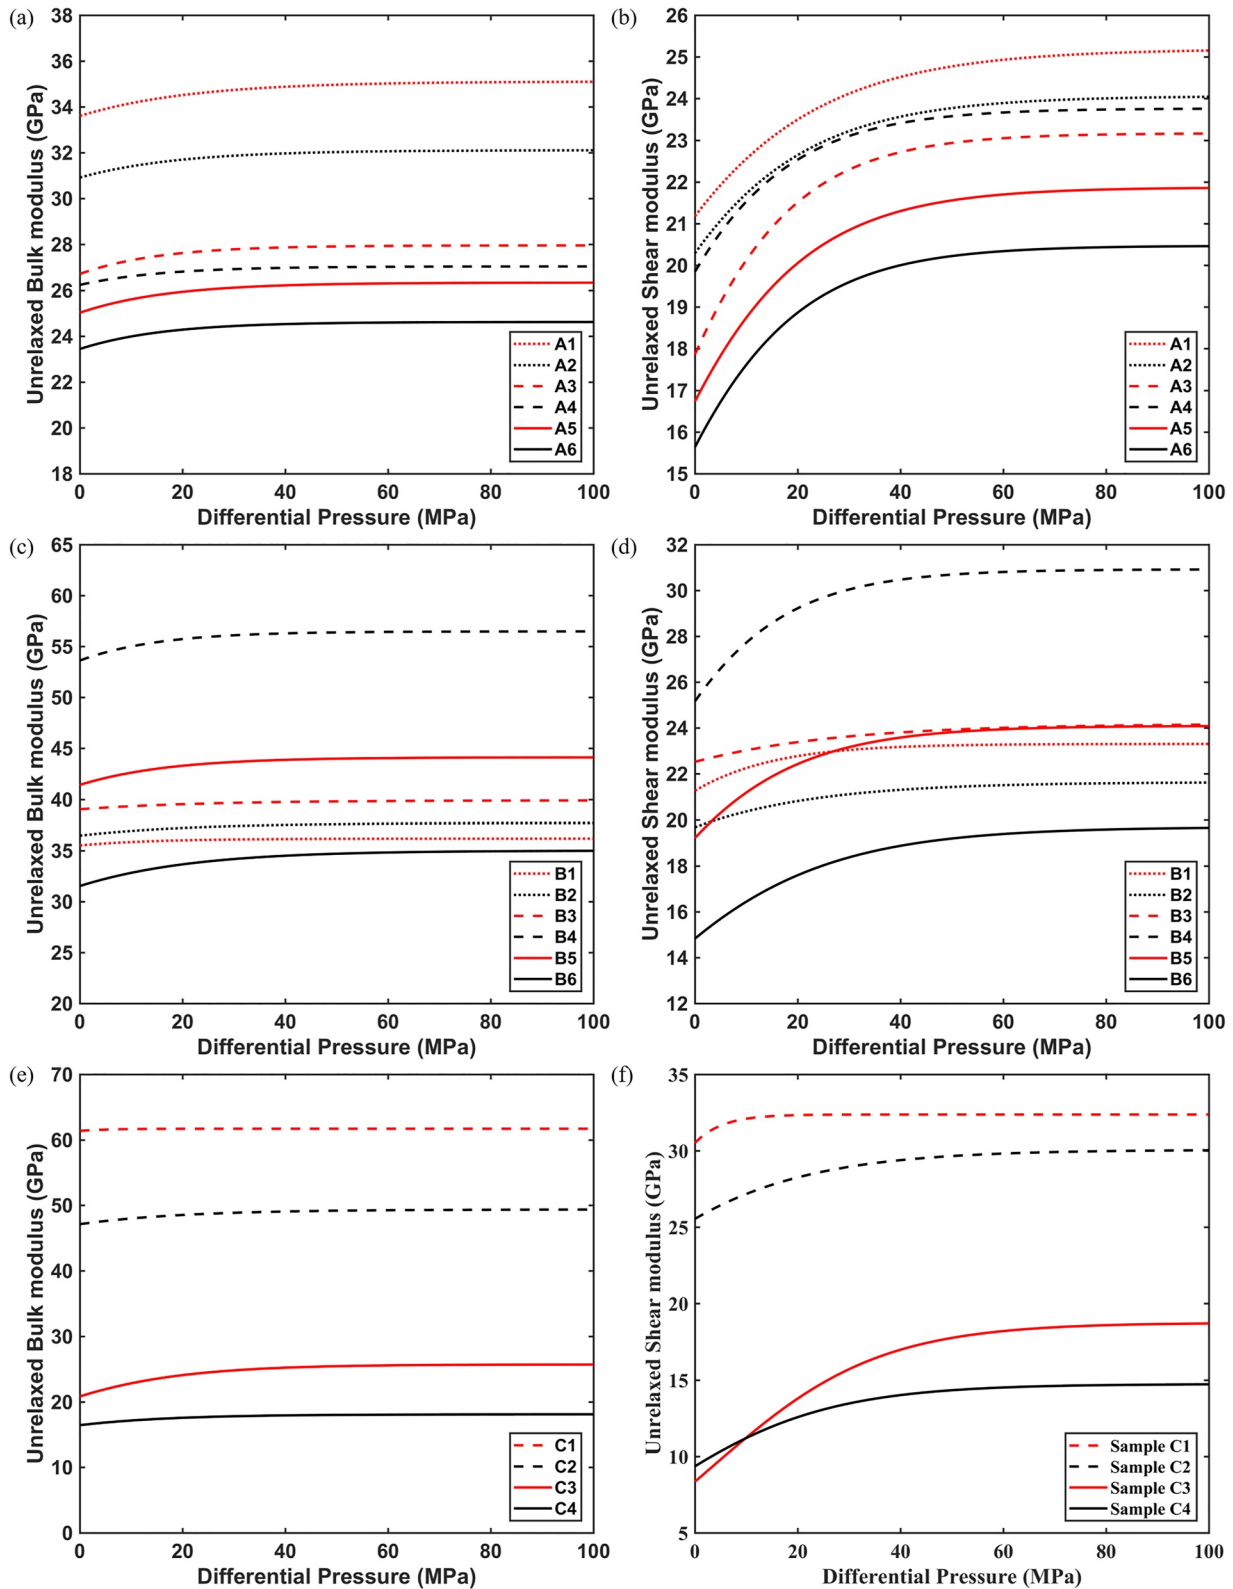 (a)
38
36
34
32
30
28
26
24
22
20
18
Unrelaxed Bulk modulus (GPa)
0 20 40 60 80 100
Differential Pressure (MPa)
A1
A2
A3
A4
A5
A6
(b)
26
25
24
23
22
21
20
19
18
17
16
15
Unrelaxed Shear modulus (GPa)
0 20 40 60 80 100
Differential Pressure (MPa)
A1
A2
A3
A4
A5
A6
(c)
65
60
55
50
45
40
35
30
25
20
Unrelaxed Bulk modulus (GPa)
0 20 40 60 80 100
Differential Pressure (MPa)
B1
B2
B3
B4
B5
B6
(d)
32
30
28
26
24
22
20
18
16
14
12
Unrelaxed Shear modulus (GPa)
0 20 40 60 80 100
Differential Pressure (MPa)
B1
B2
B3
B4
B5
B6
(e)
70
60
50
40
30
20
10
0
Unrelaxed Bulk modulus (GPa)
0 20 40 60 80 100
Differential Pressure (MPa)
C1
C2
C3
C4
(f)
35
30
25
20
15
10
5
Unrelaxed Shear modulus (GPa)
0 20 40 60 80 100
Differential Pressure (MPa)
Sample C1
Sample C2
Sample C3
Sample C4